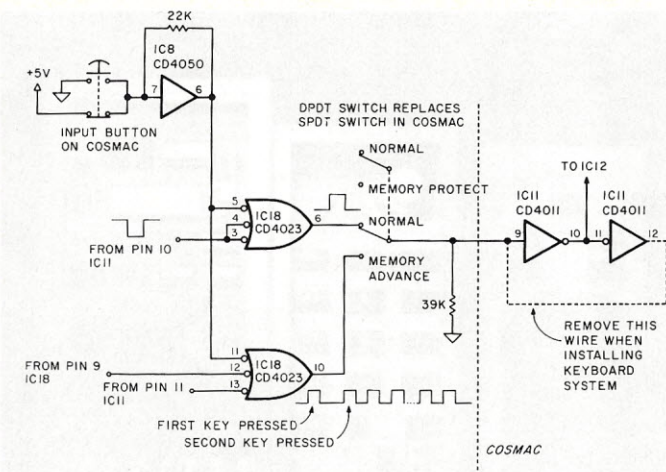 22K
IC8
CD4050
+5V
7
6
INPUT BUTTON
ON COSMAC
DPDT SWITCH REPLACES
SPDT SWITCH IN COSMAC
NORMAL
MEMORY PROTECT
NORMAL
MEMORY
ADVANCE
5
4
3
IC18
CD4023
6
FROM PIN 10
IC11
TO IC12
IC11
CD4011
IC11
CD4011
9
10
11
12
39K
REMOVE THIS
WIRE WHEN
INSTALLING
KEYBOARD
SYSTEM
11
12
13
IC18
CD4023
10
FROM PIN 9
IC18
FROM PIN 11
IC11
FIRST KEY PRESSED
SECOND KEY PRESSED
COSMAC